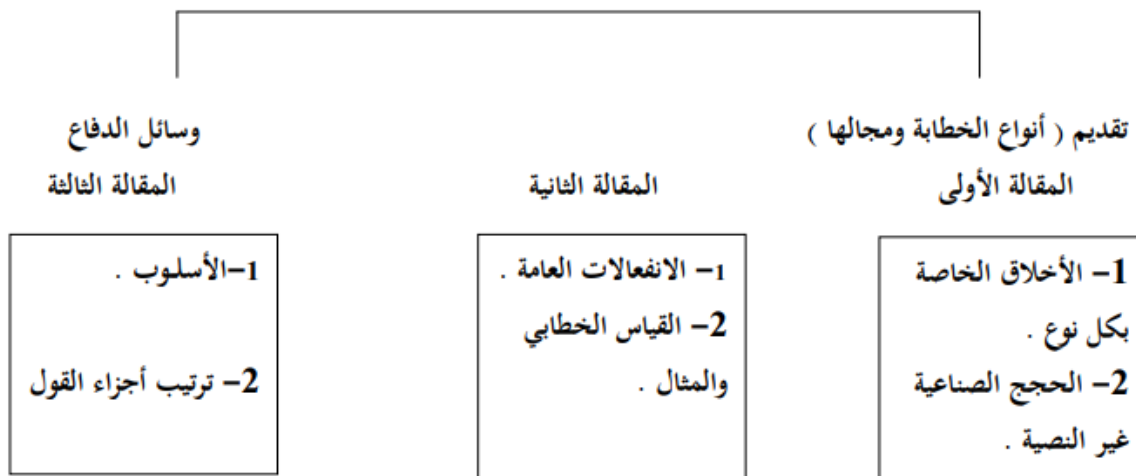 تقديم ( أنواع الخطابة ومجالها )
وسائل الدفاع
المقالة الأولى
المقالة الثانية
المقالة الثالثة
1- الأخلاق الخاصة
بكل نوع .
2- الحجج الصناعية
غير النصية .
1- الانفعالات العامة .
2- القياس الخطابي
والمثال .
1-الأسلوب .
2- ترتيب أجزاء القول